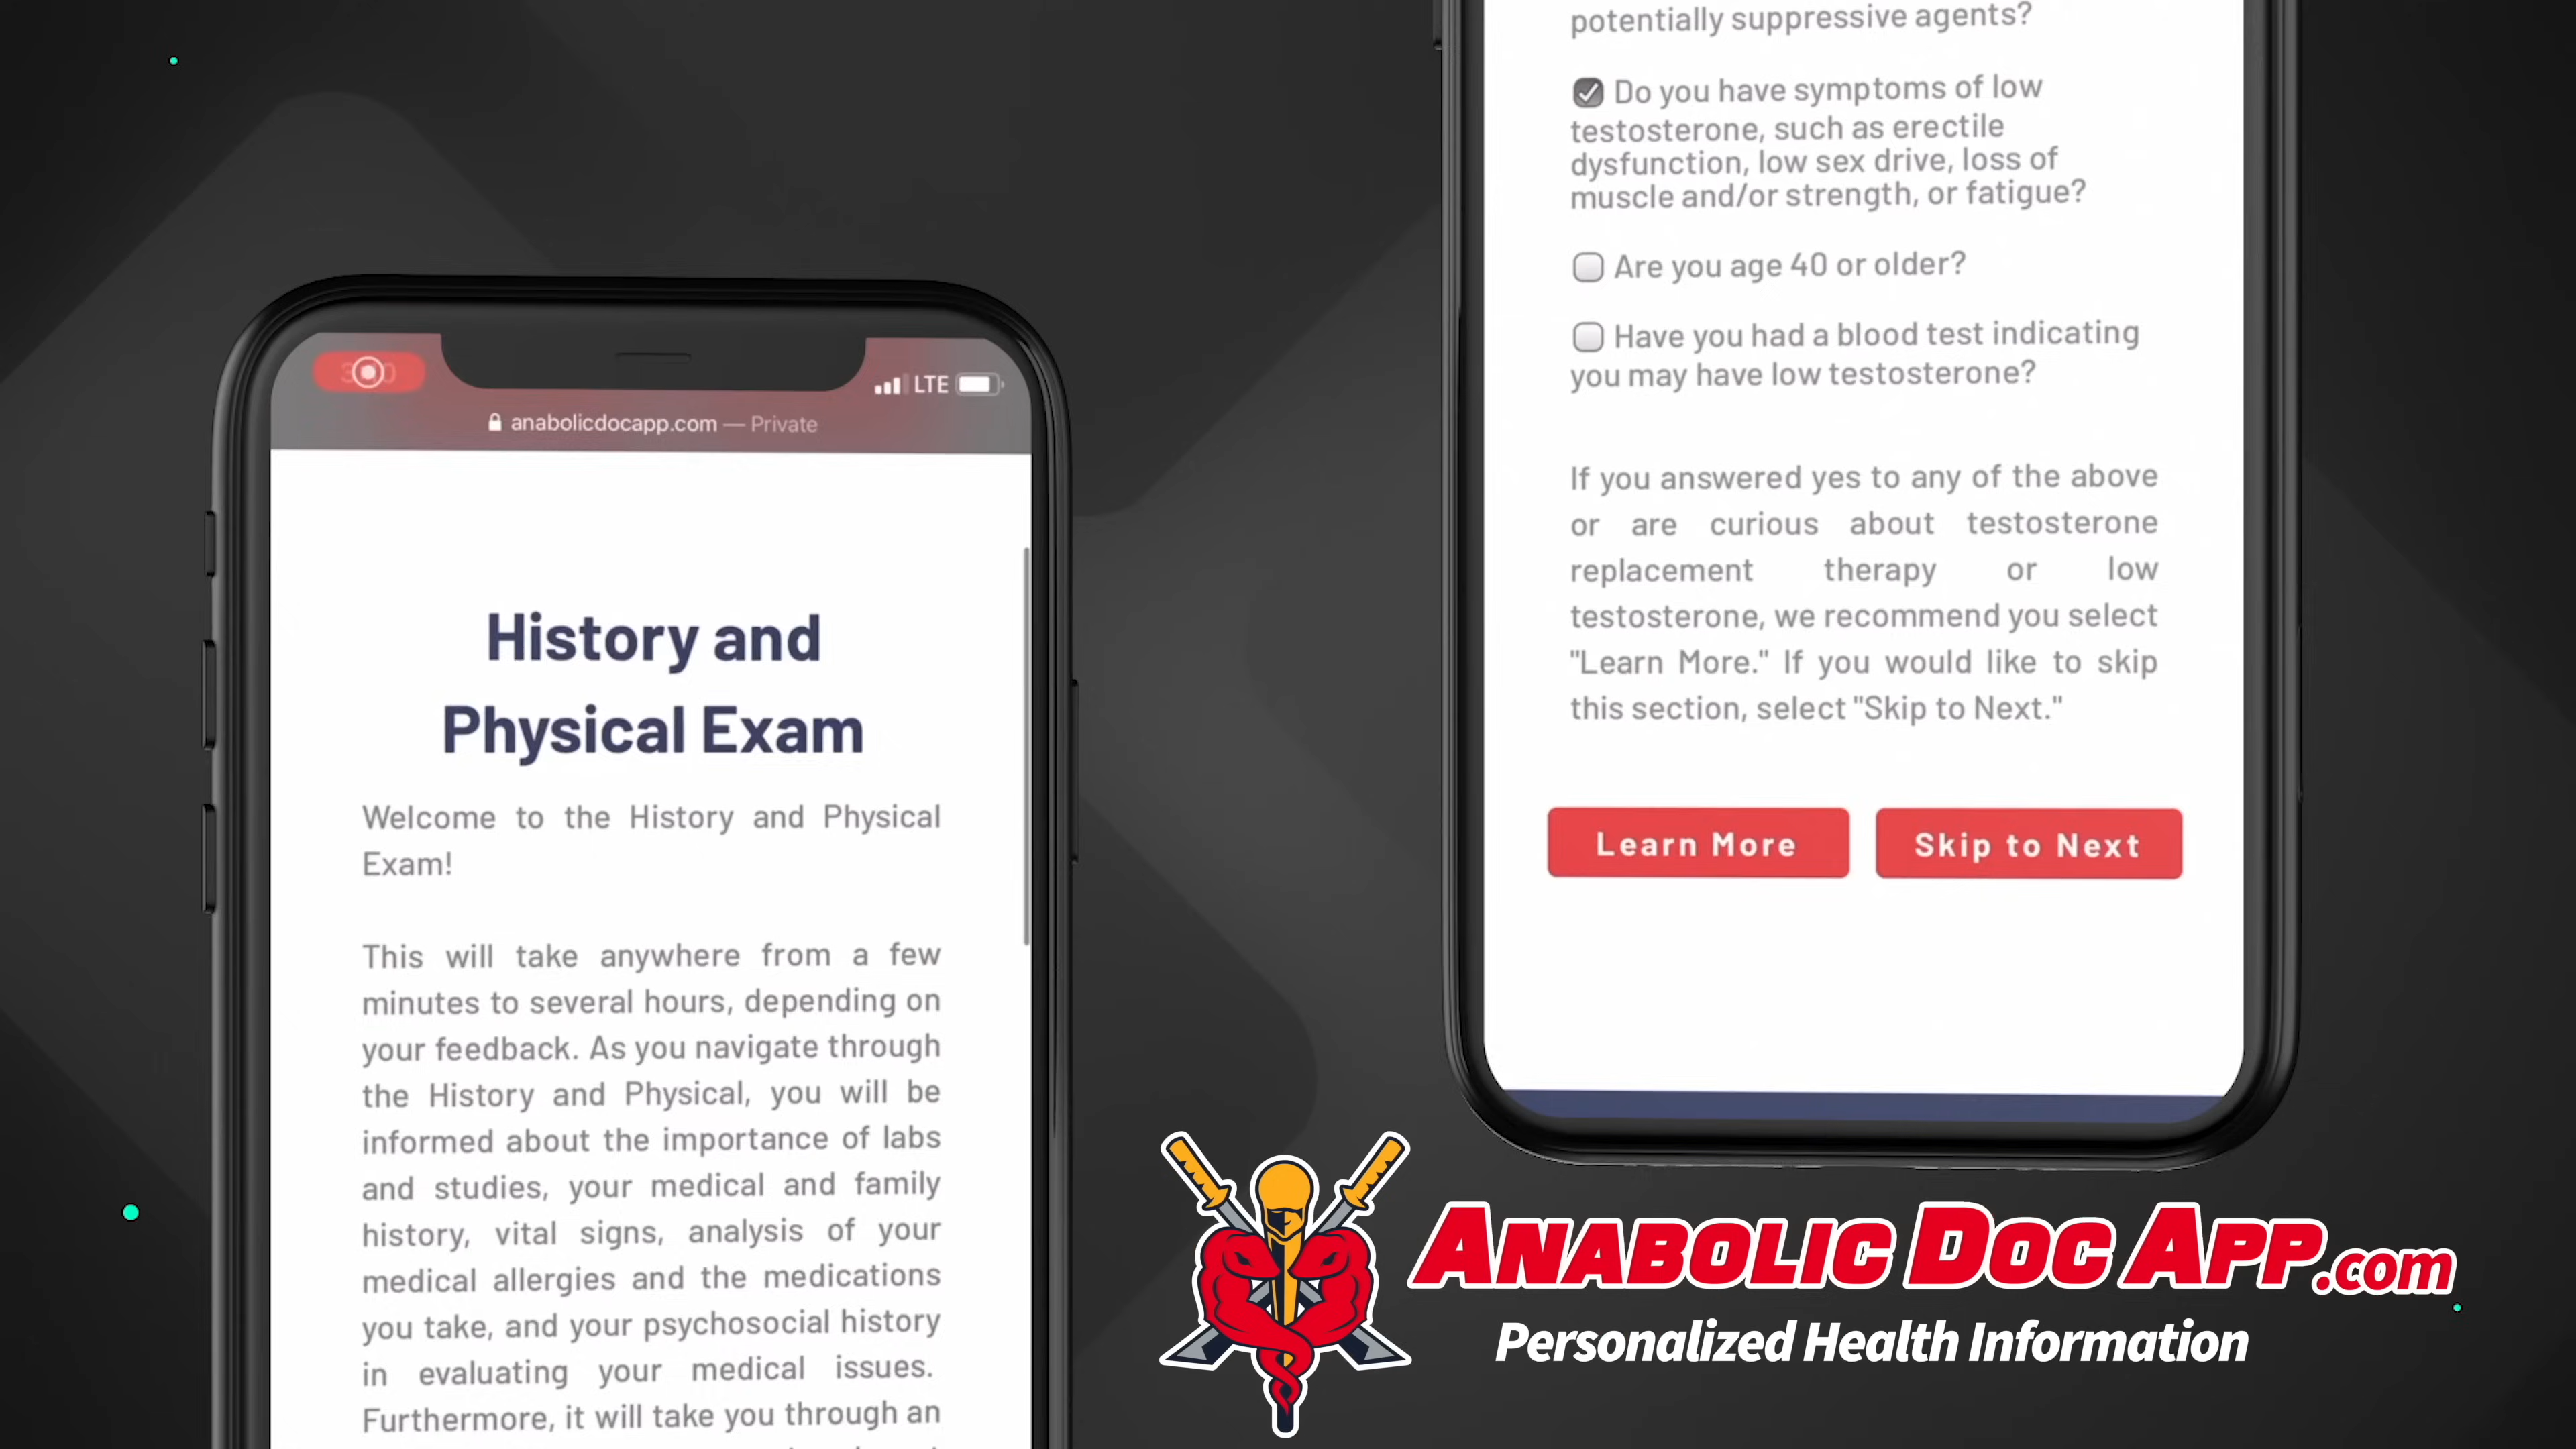 LTE
anabolicdocapp.com — Private
History and
Physical Exam
Welcome to the History and Physical
Exam!
This will take anywhere from a few
minutes to several hours, depending on
your feedback. As you navigate through
the History and Physical, you will be
informed about the importance of labs
and studies, your medical and family
history, vital signs, analysis of your
medical allergies and the medications
you take, and your psychosocial history
in evaluating your medical issues.
Furthermore, it will take you through an
potentially suppressive agents?
Do you have symptoms of low
testosterone, such as erectile
dysfunction, low sex drive, loss of
muscle and/or strength, or fatigue?
Are you age 40 or older?
Have you had a blood test indicating
you may have low testosterone?
If you answered yes to any of the above
or are curious about testosterone
replacement therapy or low
testosterone, we recommend you select
"Learn More." If you would like to skip
this section, select "Skip to Next."
Learn More
Skip to Next
ANABOLIC DOC APP.com
Personalized Health Information